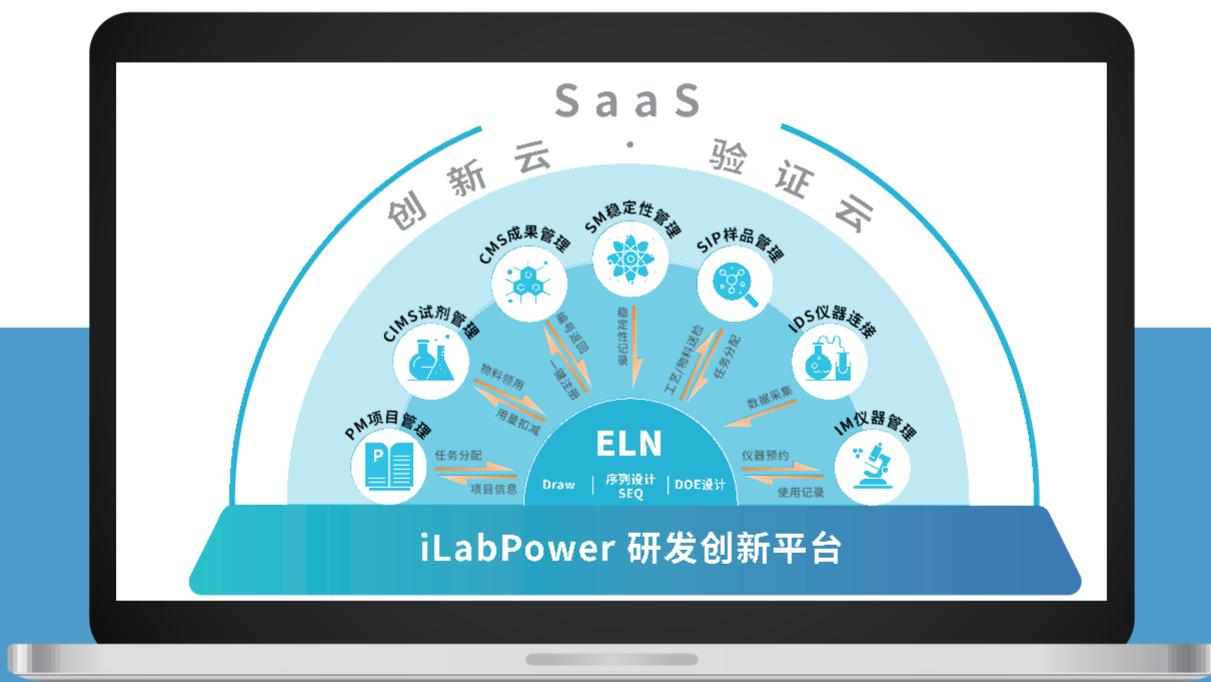 SaaS
创新云·验证云
SM稳定性管理
CMS成果管理
SIP样品管理
CIMS试剂管理
IDS仪器连接
PM项目管理
IM仪器管理
编号返回
一键注册
稳定性记录
工艺/物料送检
任务分配
物料领用
用量扣减
数据采集
任务分配
项目信息
仪器预约
使用记录
P
ELN
Draw
序列设计
SEQ
DOE设计
iLabPower 研发创新平台